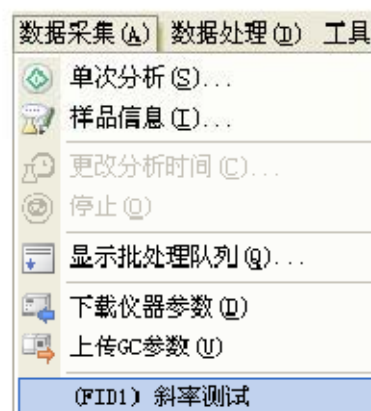 数据采集(A) 数据处理(D) 工具
单次分析(S)...
样品信息(I)...
更改分析时间(C)...
停止(O)
显示批处理队列(Q)...
下载仪器参数(D)
上传GC参数(U)
(FID1) 斜率测试